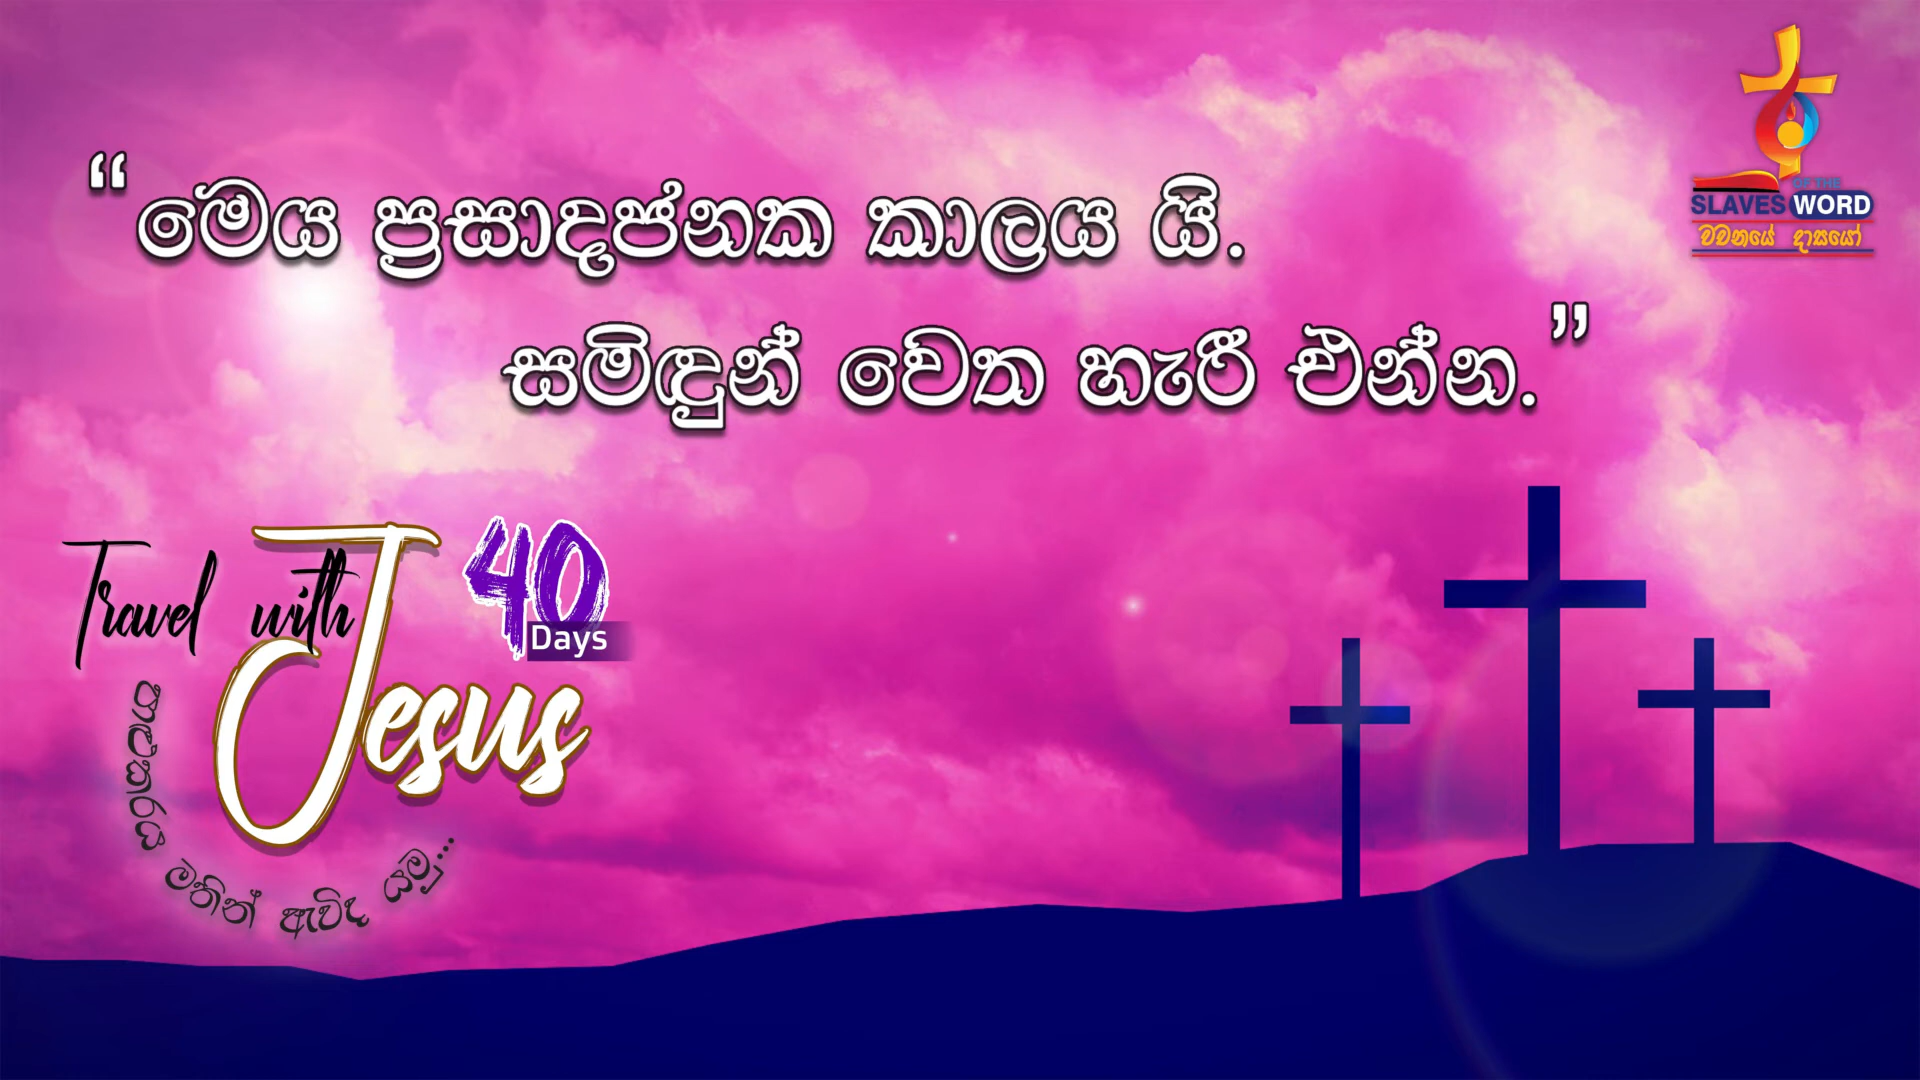 “මෙය ප්‍රසාදජනක කාලය යි.
සමිඳුන් වෙත හැරී එන්න.”
OF THE
SLAVES WORD
වචනයේ දාසයෝ
Travel with
Jesus
40
Days
පාලොස්වයා මතින් ඇවිද යමු...